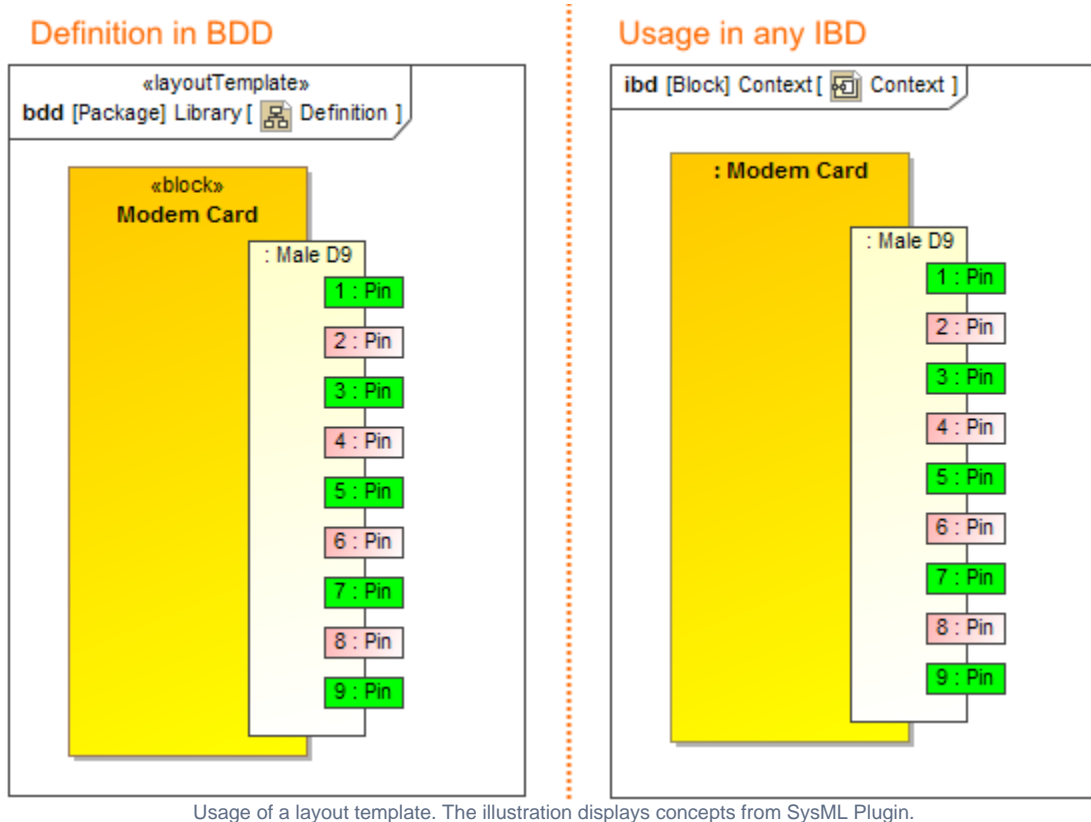 Definition in BDD
«layoutTemplate»
bdd [Package] Library [ Definition ]
«block»
Modem Card
: Male D9
1 : Pin
2 : Pin
3 : Pin
4 : Pin
5 : Pin
6 : Pin
7 : Pin
8 : Pin
9 : Pin
Usage in any IBD
ibd [Block] Context [ Context ]
: Modem Card
: Male D9
1 : Pin
2 : Pin
3 : Pin
4 : Pin
5 : Pin
6 : Pin
7 : Pin
8 : Pin
9 : Pin
Usage of a layout template. The illustration displays concepts from SysML Plugin.